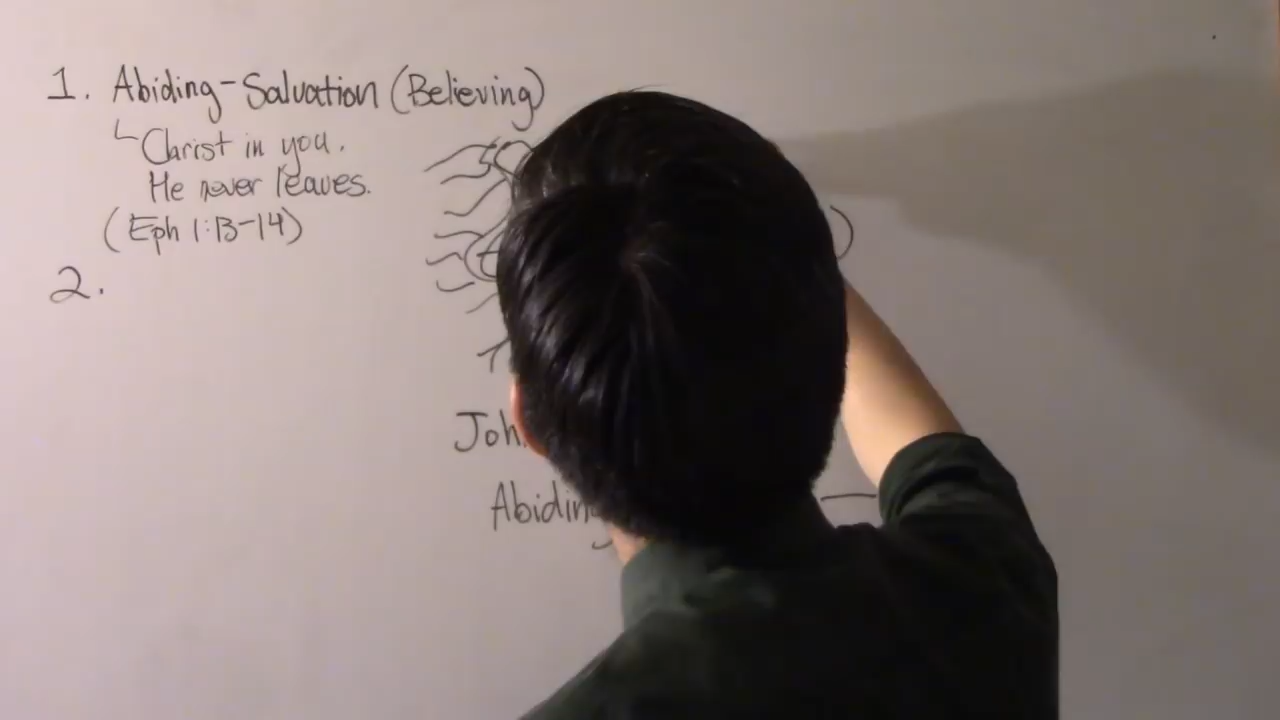 1. Abiding-Salvation (Believing)
Christ in you.
He never leaves.
(Eph 1:13-14)
2.
Joh
Abiding